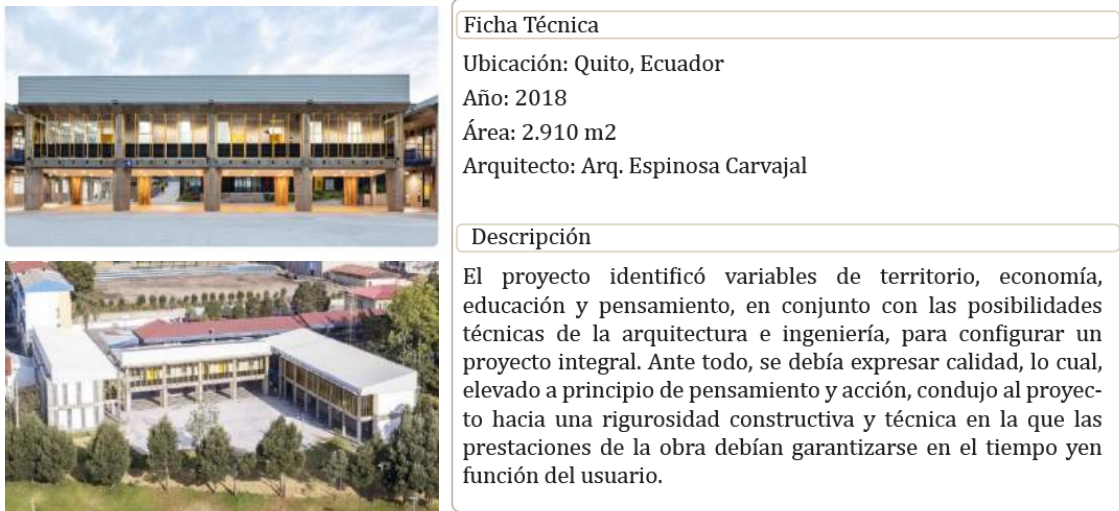 Ficha Técnica
Ubicación: Quito, Ecuador
Año: 2018
Área: 2.910 m2
Arquitecto: Arq. Espinosa Carvajal
Descripción
El proyecto identificó variables de territorio, economía,
educación y pensamiento, en conjunto con las posibilidades
técnicas de la arquitectura e ingeniería, para configurar un
proyecto integral. Ante todo, se debía expresar calidad, lo cual,
elevado a principio de pensamiento y acción, condujo al proyec-
to hacia una rigurosidad constructiva y técnica en la que las
prestaciones de la obra debían garantizarse en el tiempo yen
función del usuario.